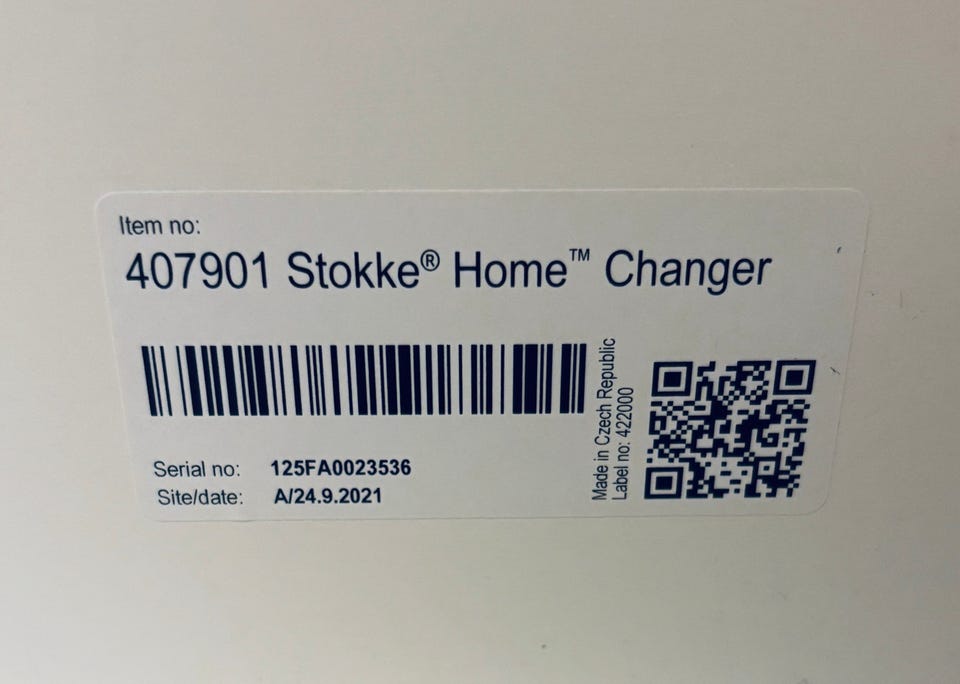 Item no:
407901 Stokke® Home™ Changer
Made in Czech Republic
Label no: 422000
Serial no: 125FA0023536
Site/date: A/24.9.2021